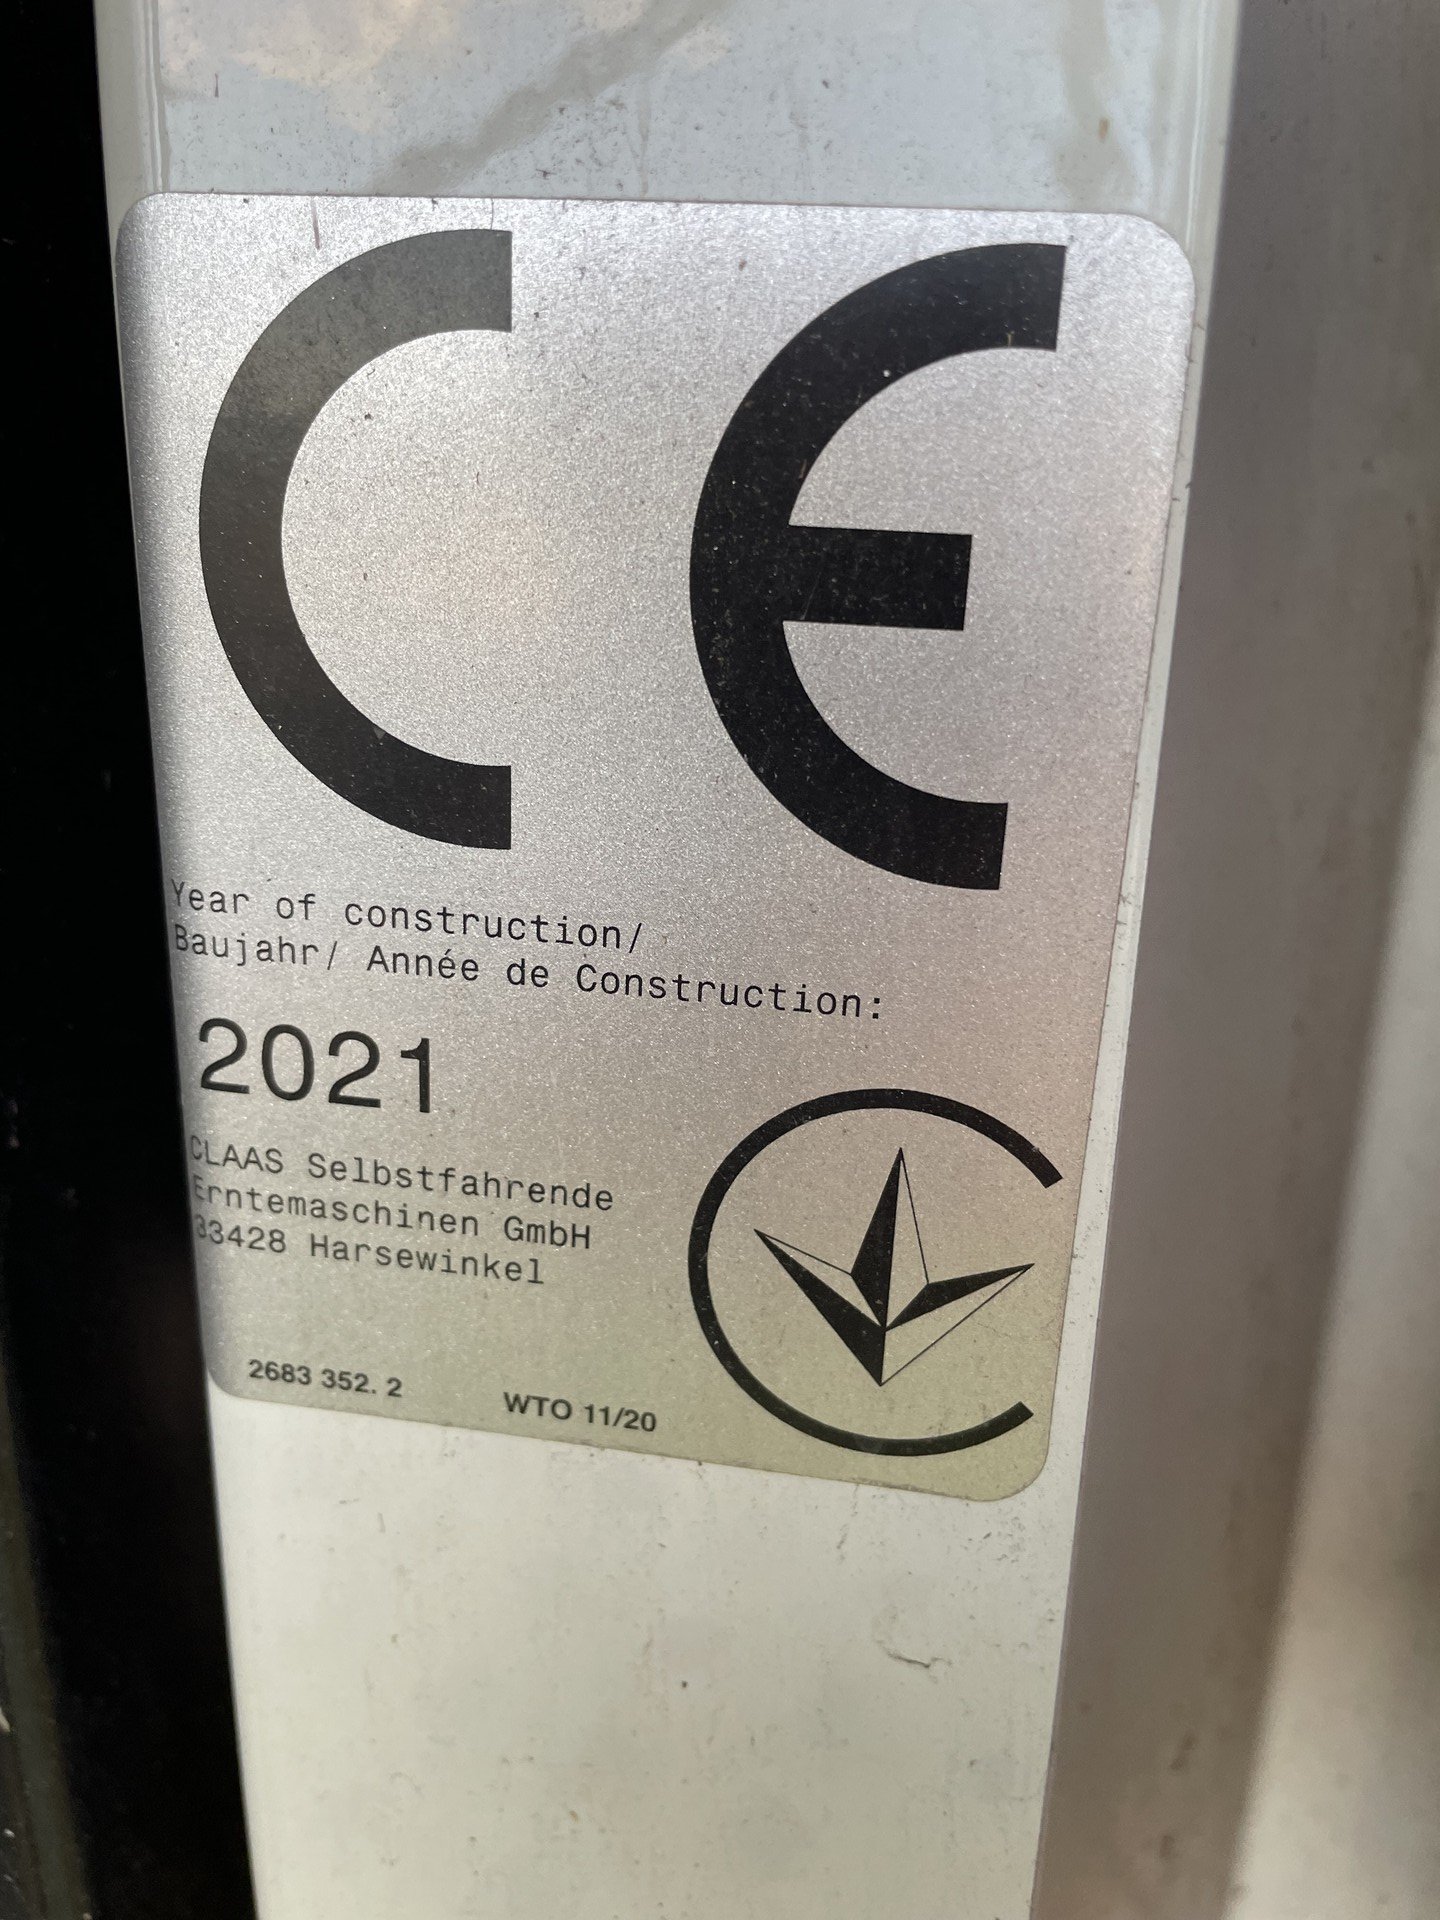 CE
Year of construction/
Baujahr/ Année de Construction:
2021
CLAAS Selbstfahrende
Erntemaschinen GmbH
33428 Harsewinkel
2683 352. 2
WTO 11/20